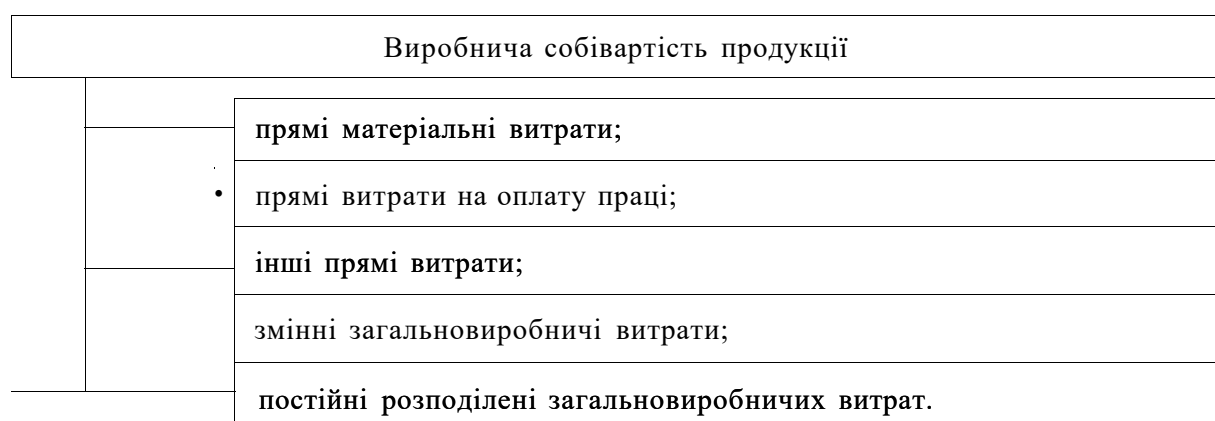 Виробнича собівартість продукції
прямі матеріальні витрати;
• прямі витрати на оплату праці;
інші прямі витрати;
змінні загальновиробничі витрати;
постійні розподілені загальновиробничих витрат.